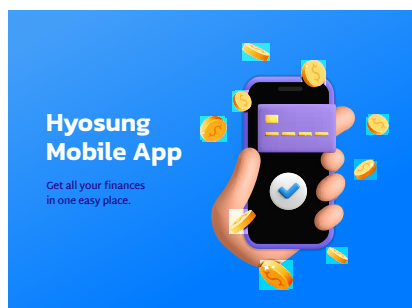 Hyosung
Mobile App
Get all your finances
in one easy place.